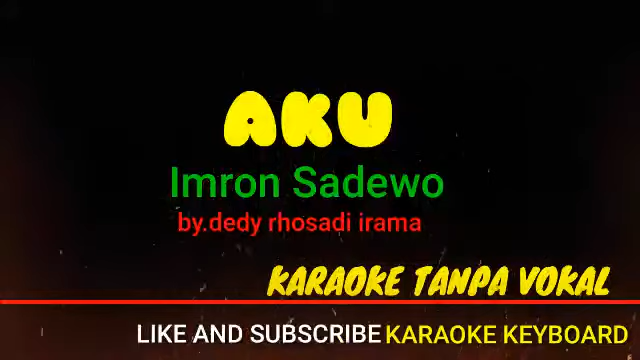 AKU
Imron Sadewo
by.dedy rhosadi irama
KARAOKE TANPA VOKAL
LIKE AND SUBSCRIBE KARAOKE KEYBOARD